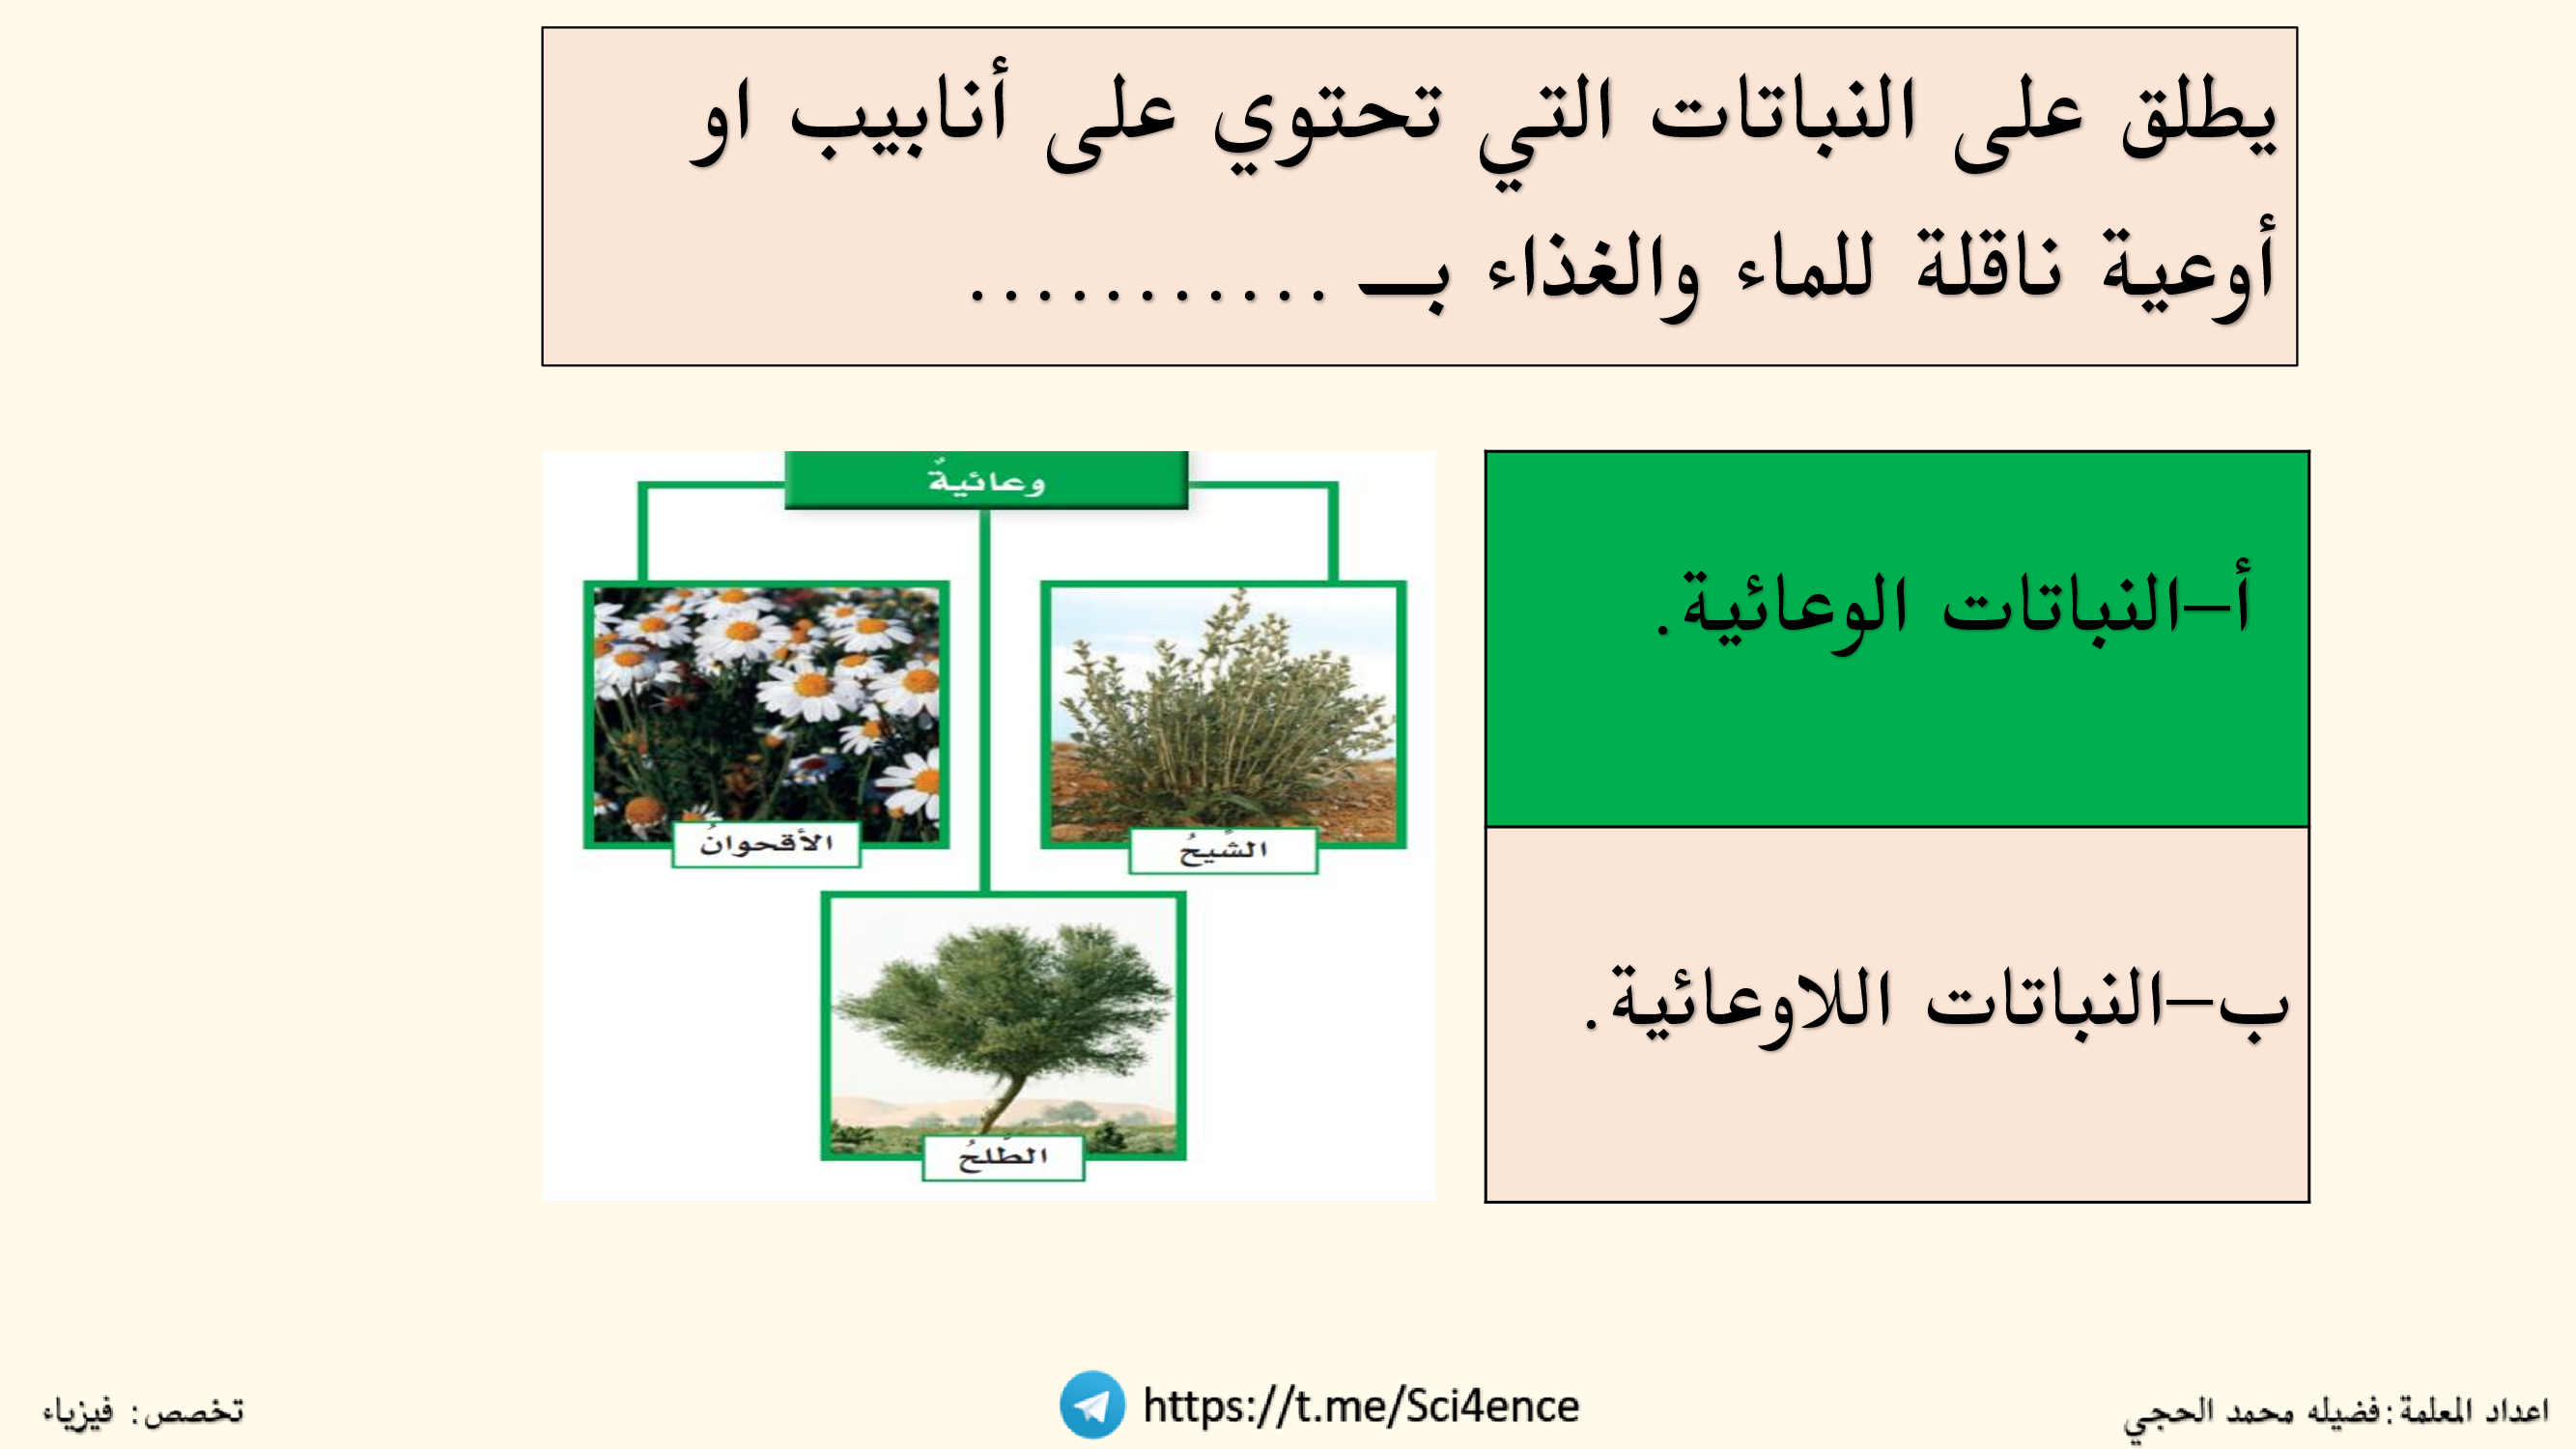 يطلق على النباتات التي تحتوي على أنابيب او
أوعية ناقلة للماء والغذاء بـــ ...........
أ–النباتات الوعائية.
ب–النباتات اللاوعائية.
وعائيةٌ
الشَّيحُ
الأقحوانُ
الطَّلحُ
اعداد المعلمة:فضيله محمد الحجي
https://t.me/Sci4ence
تخصص: فيزياء